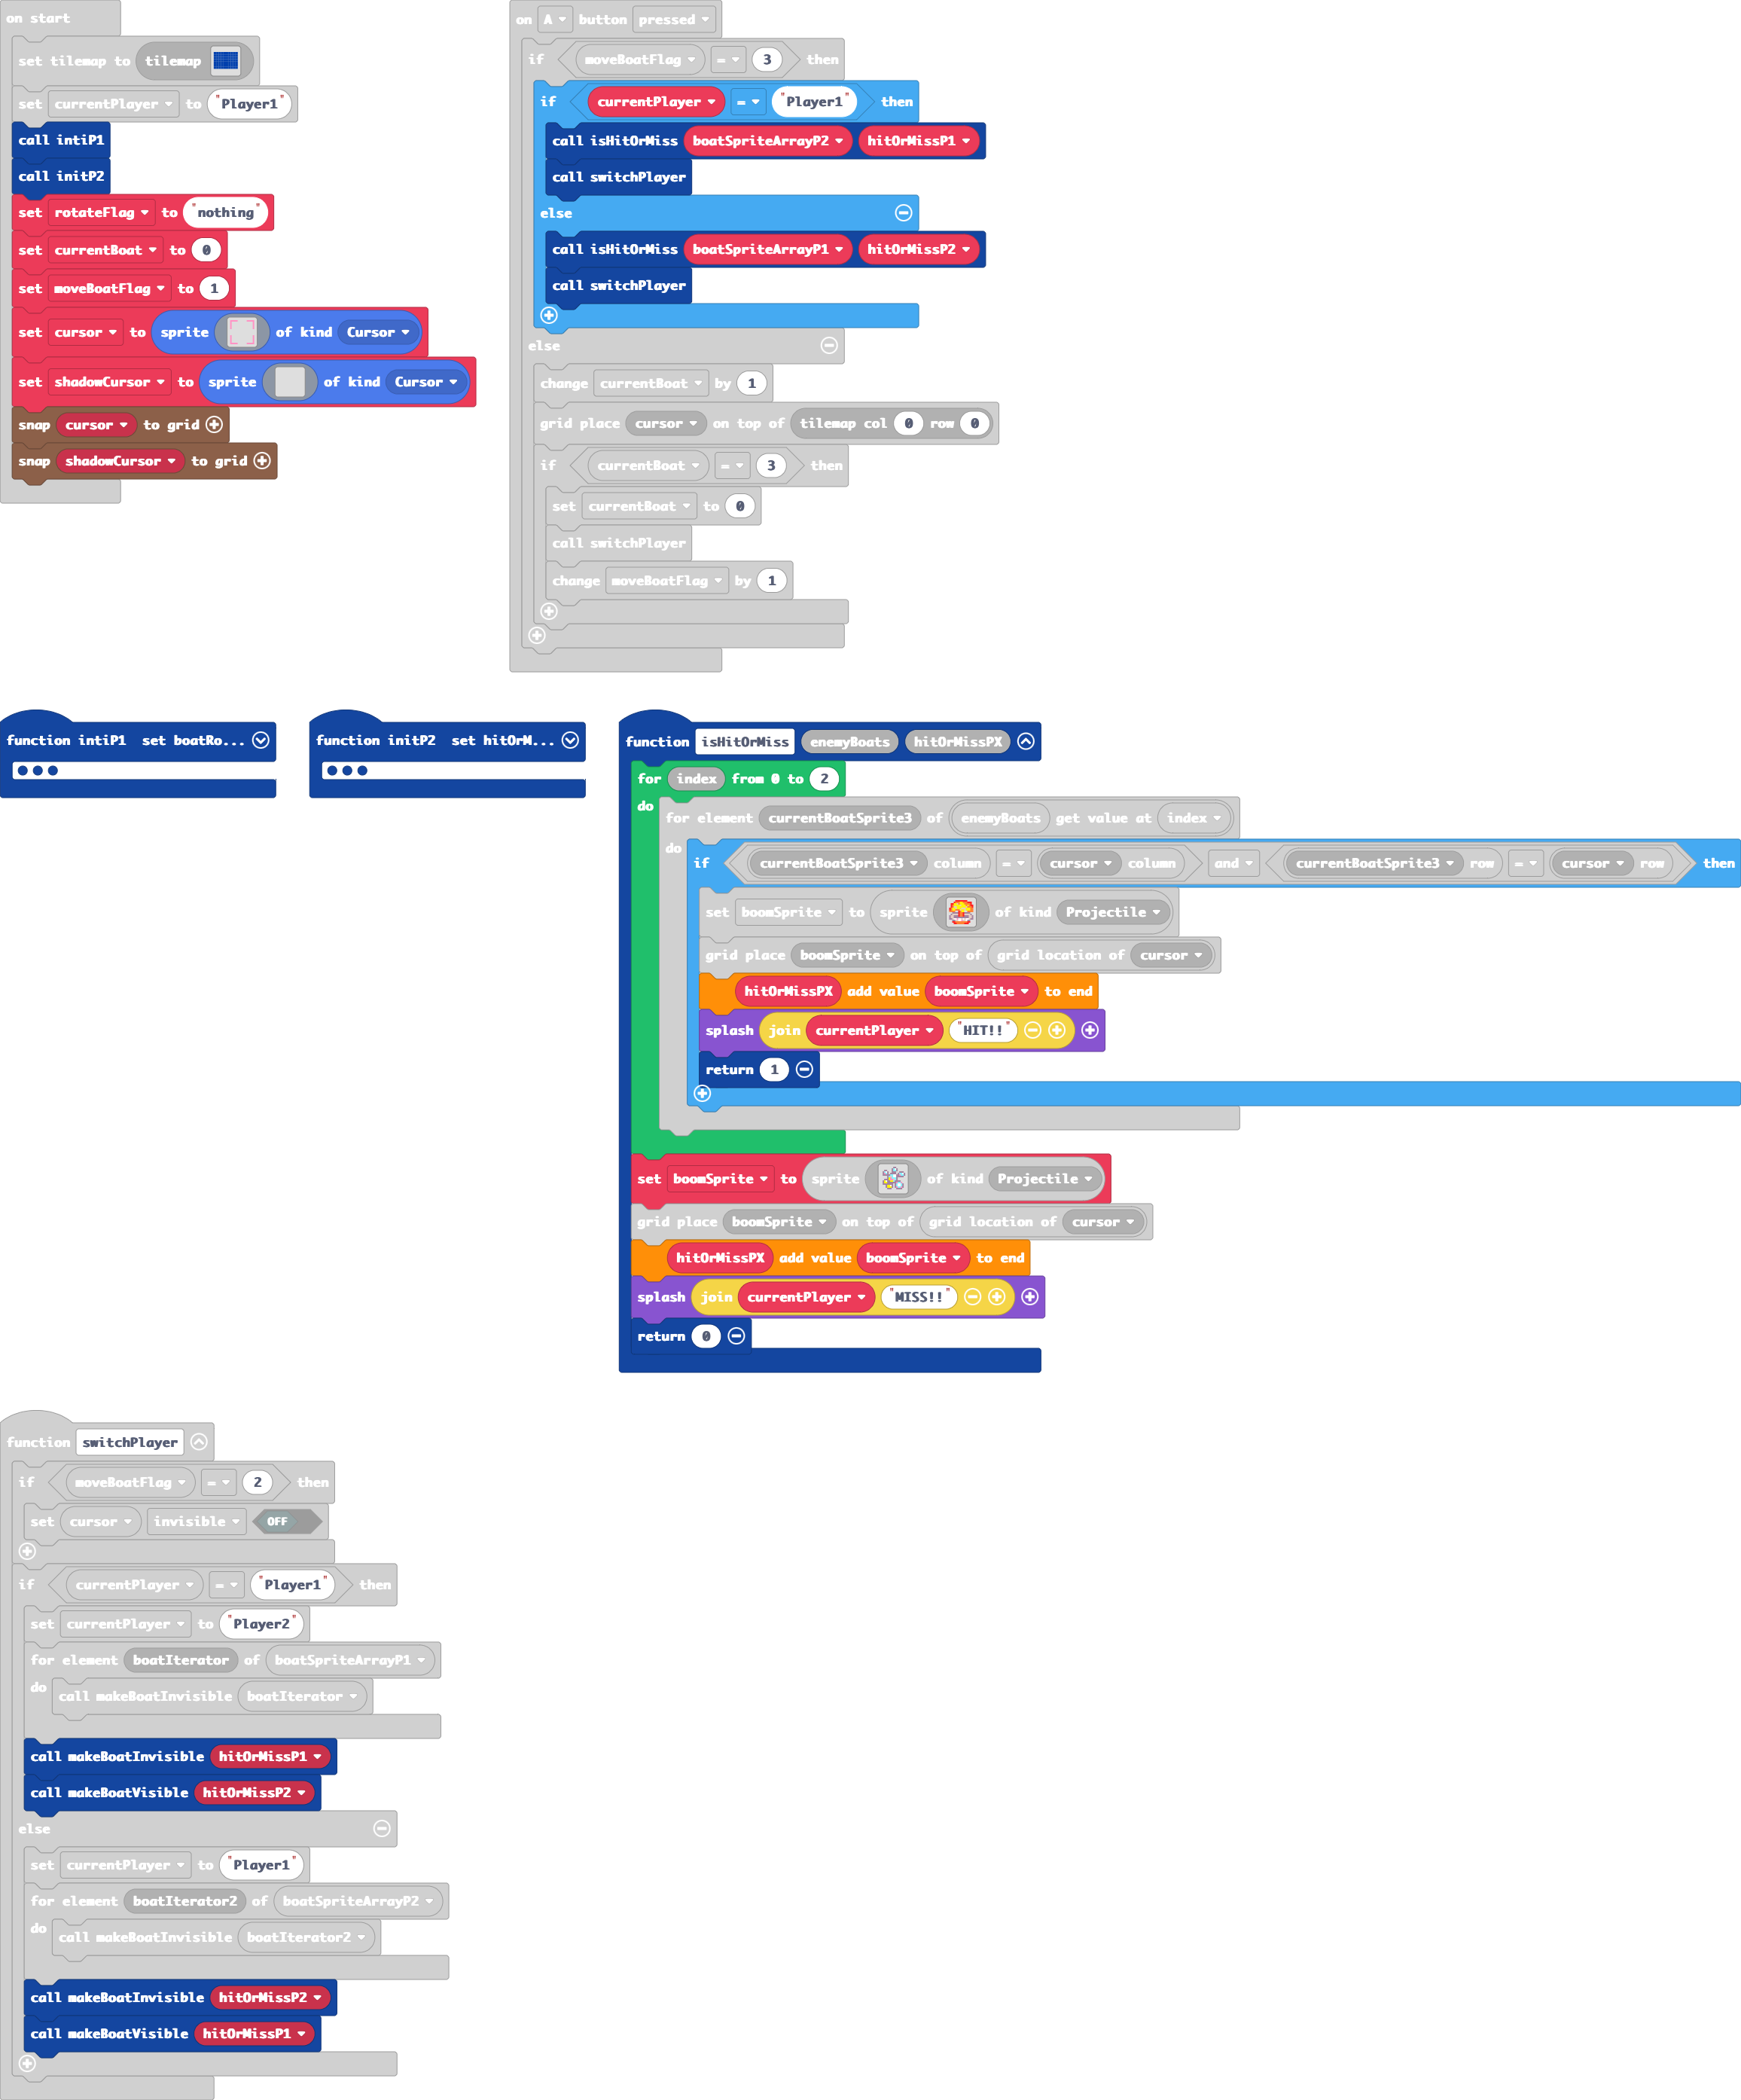 on start
set tilemap to tilemap
set currentPlayer to "Player1"
call intiP1
call initP2
set rotateFlag to "nothing"
set currentBoat to 0
set moveBoatFlag to 1
set cursor to sprite of kind Cursor
set shadowCursor to sprite of kind Cursor
snap cursor to grid
snap shadowCursor to grid
on A button pressed
if moveBoatFlag = 3 then
if currentPlayer = "Player1" then
call isHitOrMiss boatSpriteArrayP2 hitOrMissP1
call switchPlayer
else
call isHitOrMiss boatSpriteArrayP1 hitOrMissP2
call switchPlayer
else
change currentBoat by 1
grid place cursor on top of tilemap col 0 row 0
if currentBoat = 3 then
set currentBoat to 0
call switchPlayer
change moveBoatFlag by 1
function intiP1 set boatRo...
function initP2 set hitOrM...
function isHitOrMiss enemyBoats hitOrMissPX
for index from 0 to 2
do for element currentBoatSprite3 of enemyBoats get value at index
do if currentBoatSprite3 column = cursor column and currentBoatSprite3 row = cursor row then
set boomSprite to sprite of kind Projectile
grid place boomSprite on top of grid location of cursor
hitOrMissPX add value boomSprite to end
splash join currentPlayer "HIT!!"
return 1
set boomSprite to sprite of kind Projectile
grid place boomSprite on top of grid location of cursor
hitOrMissPX add value boomSprite to end
splash join currentPlayer "MISS!!"
return 0
function switchPlayer
if moveBoatFlag = 2 then
set cursor invisible OFF
if currentPlayer = "Player1" then
set currentPlayer to "Player2"
for element boatIterator of boatSpriteArrayP1
do call makeBoatInvisible boatIterator
call makeBoatInvisible hitOrMissP1
call makeBoatVisible hitOrMissP2
else
set currentPlayer to "Player1"
for element boatIterator2 of boatSpriteArrayP2
do call makeBoatInvisible boatIterator2
call makeBoatInvisible hitOrMissP2
call makeBoatVisible hitOrMissP1